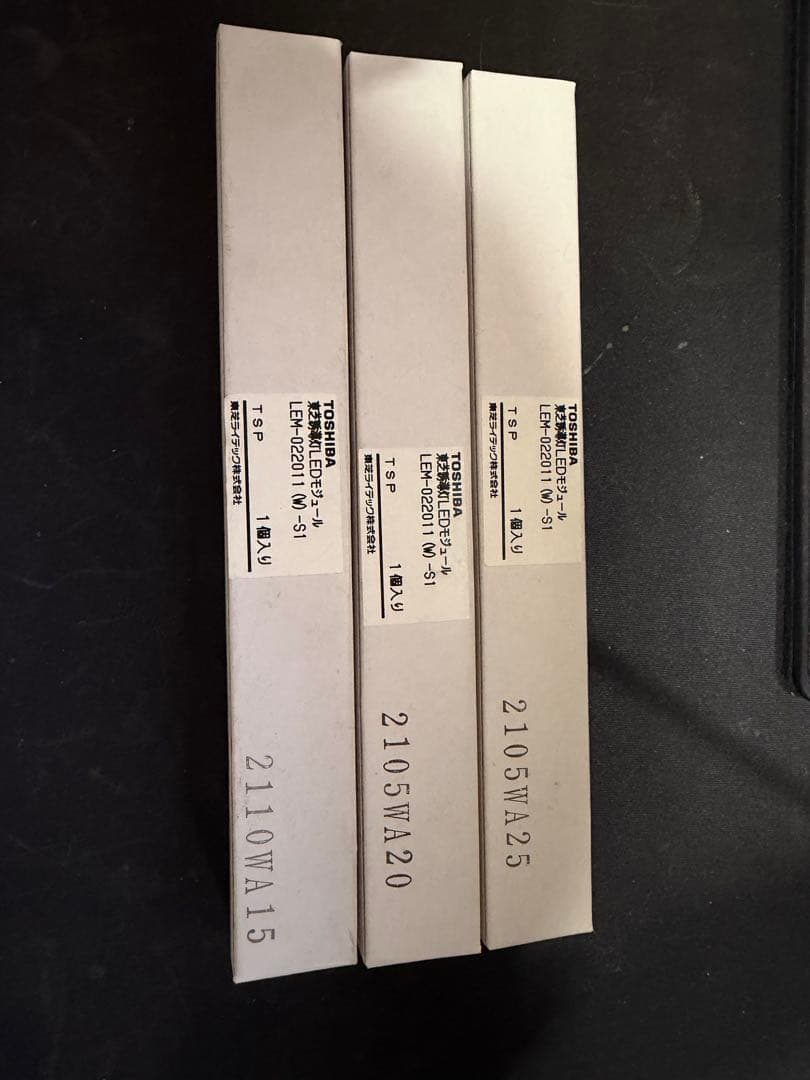 TOSHIBA
東芝誘導灯LEDモジュール
LEM-022011(W)-S1
TSP 1個入り
東芝ライテック株式会社
2110WA15
TOSHIBA
東芝誘導灯LEDモジュール
LEM-022011(W)-S1
TSP 1個入り
東芝ライテック株式会社
2105WA20
TOSHIBA
東芝誘導灯LEDモジュール
LEM-022011(W)-S1
TSP 1個入り
東芝ライテック株式会社
2105WA25